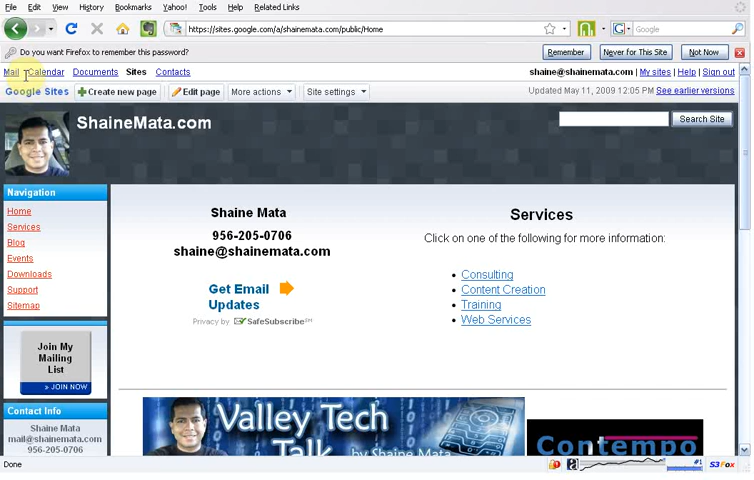 File Edit View History Bookmarks Yahoo! Tools Help Related Links
https://sites.google.com/a/shainemata.com/public/Home
G Google
Do you want Firefox to remember this password? Remember Never for This Site Not Now
Mail Calendar Documents Sites Contacts shaine@shainemata.com | My sites | Help | Sign out
Google Sites Create new page Edit page More actions Site settings Updated May 11, 2009 12:05 PM See earlier versions
ShaineMata.com Search Site
Navigation
Home
Services
Blog
Events
Downloads
Support
Sitemap
Join My
Mailing
List
» JOIN NOW
Contact Info
Shaine Mata
mail@shainemata.com
956-205-0706
Shaine Mata
956-205-0706
shaine@shainemata.com
Get Email
Updates
Privacy by SafeSubscribe℠
Services
Click on one of the following for more information:
• Consulting
• Content Creation
• Training
• Web Services
Valley Tech
Talk by Shaine Mata
Contempo
Done #1 S3Fox